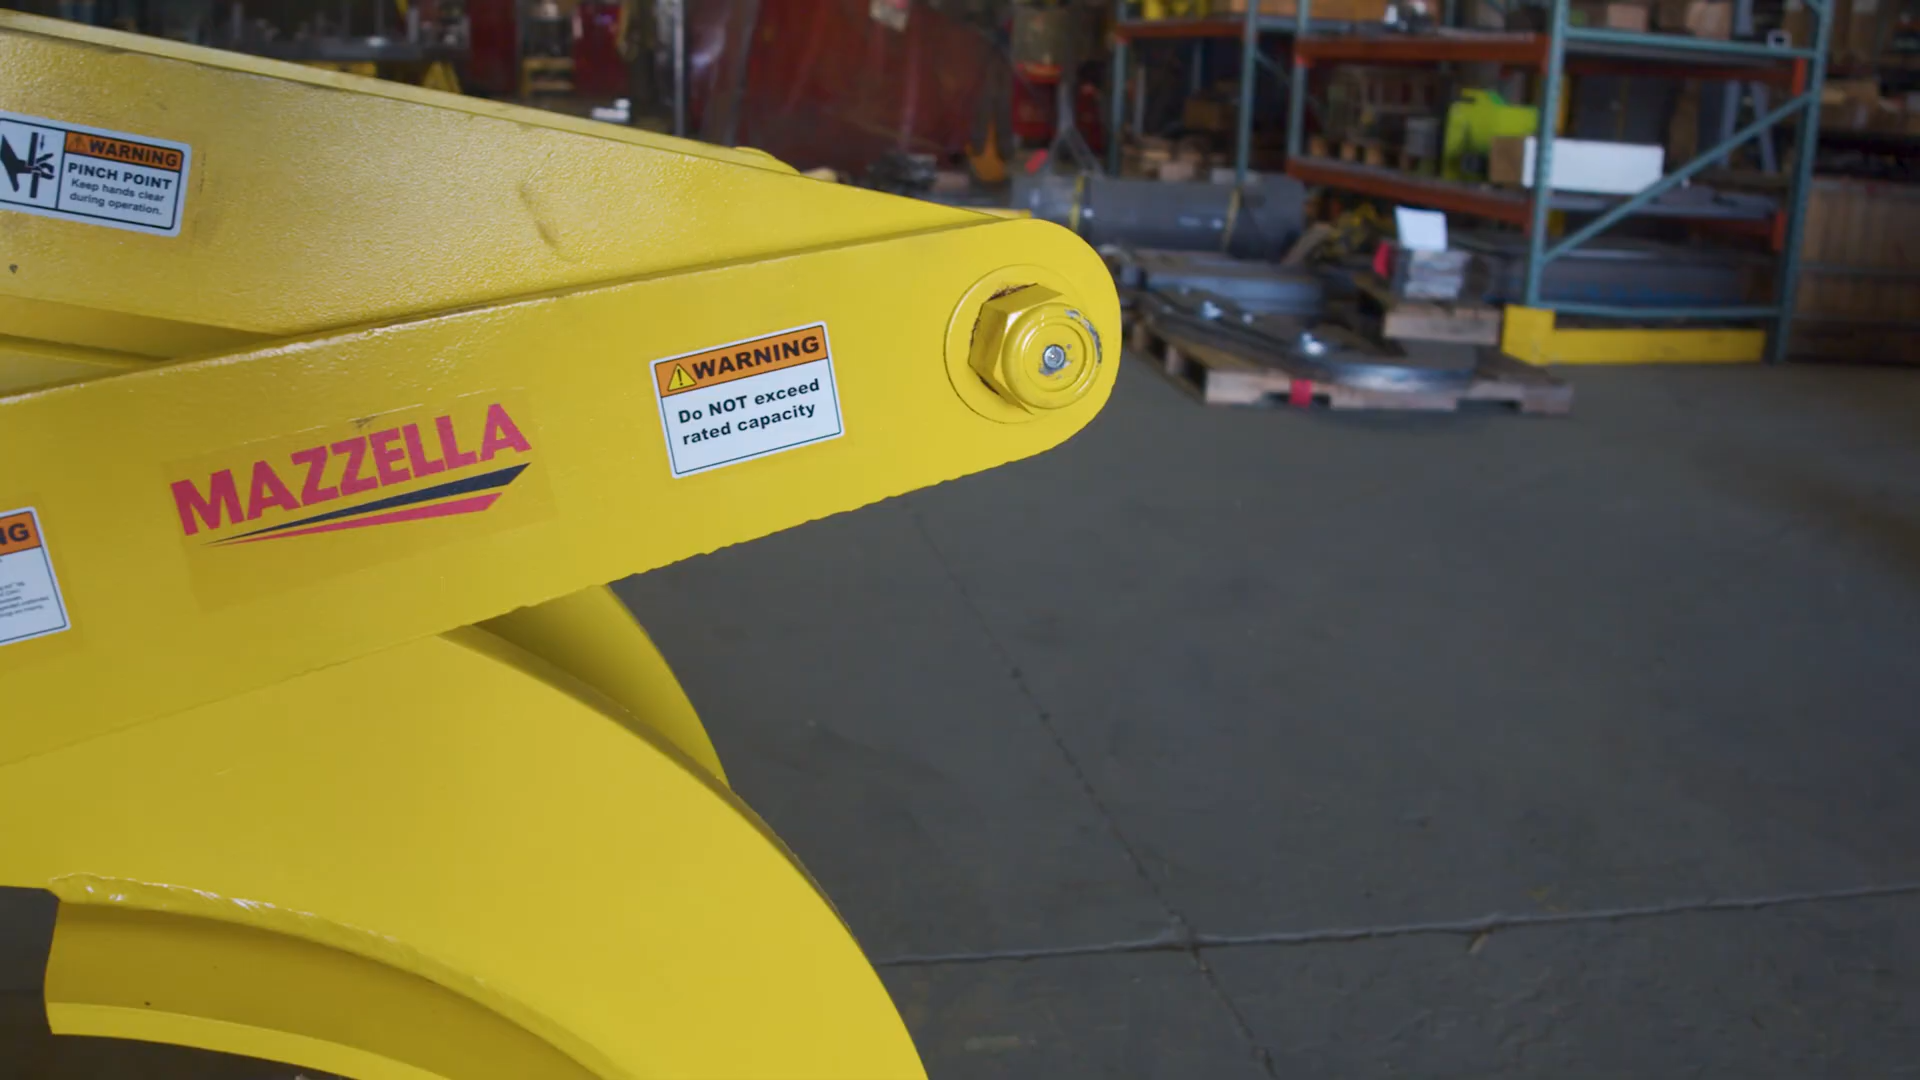 WARNING
PINCH POINT
Keep hands clear
during operation.
WARNING
Do NOT exceed
rated capacity
MAZZELLA
NG